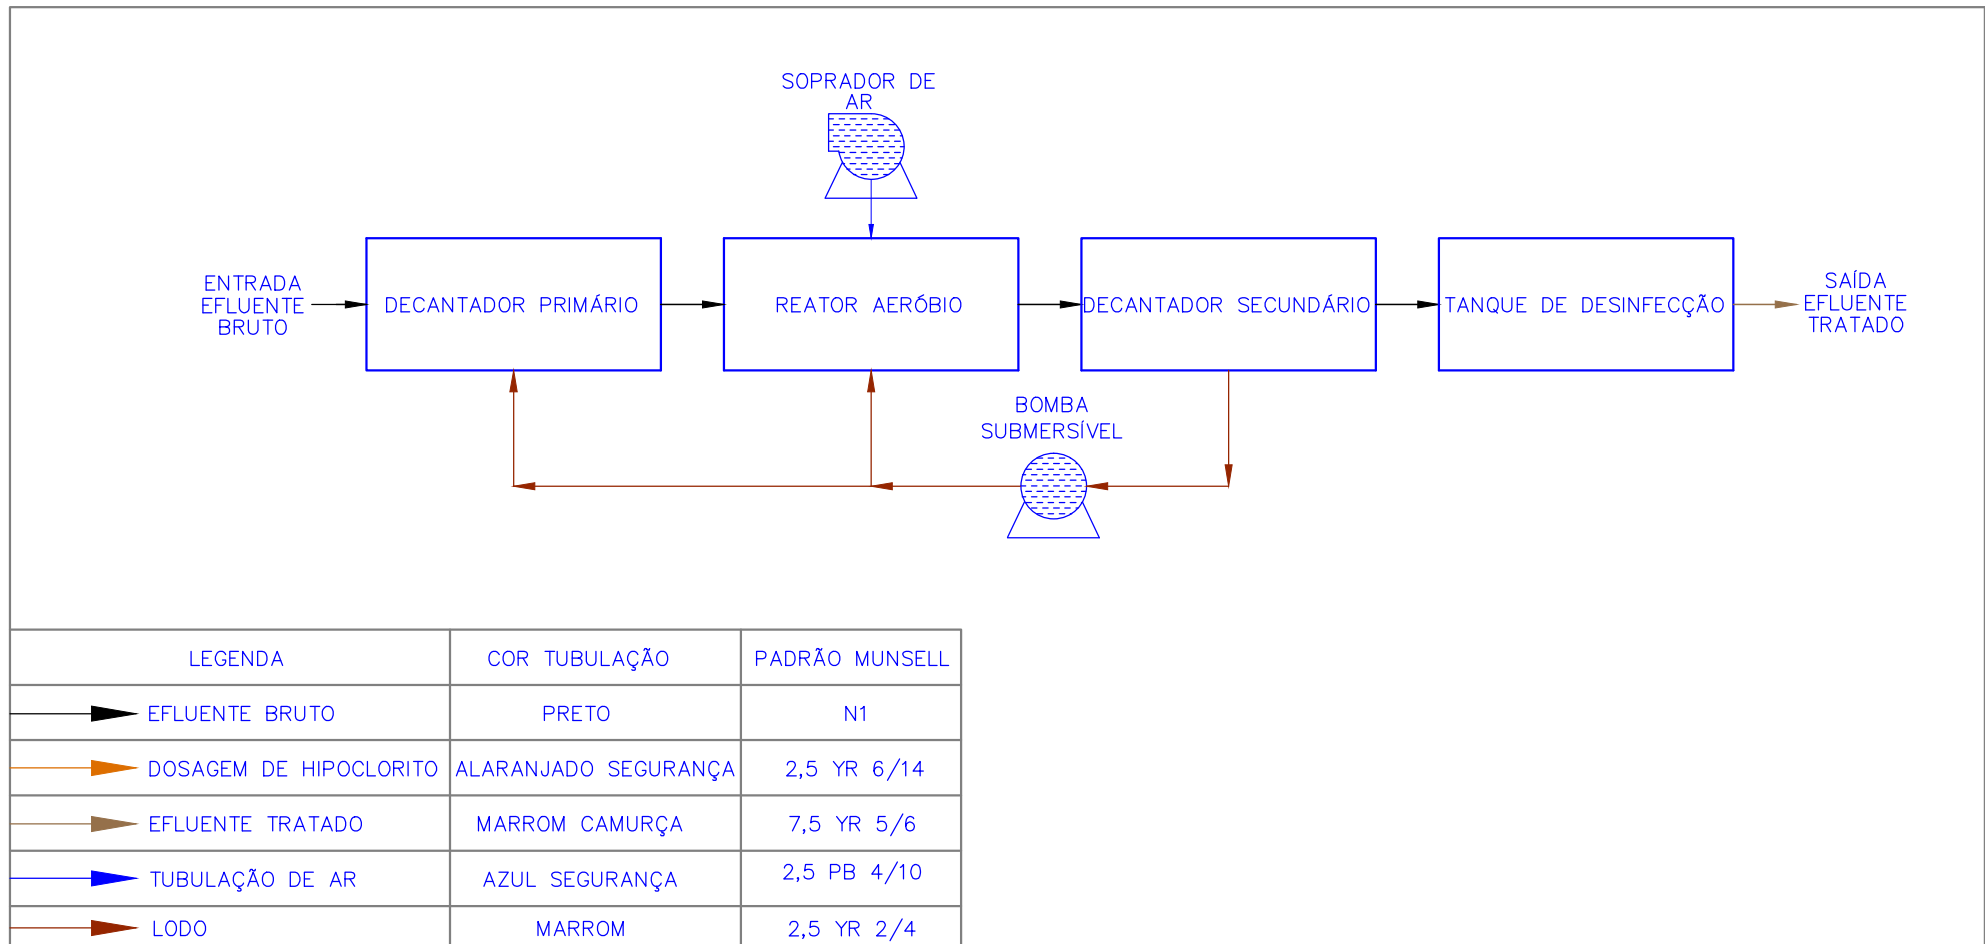 SOPRADOR DE
AR
ENTRADA
EFLUENTE
BRUTO
DECANTADOR PRIMÁRIO
REATOR AERÓBIO
DECANTADOR SECUNDÁRIO
TANQUE DE DESINFECÇÃO
SAÍDA
EFLUENTE
TRATADO
BOMBA
SUBMERSÍVEL
LEGENDA COR TUBULAÇÃO PADRÃO MUNSELL
EFLUENTE BRUTO PRETO N1
DOSAGEM DE HIPOCLORITO ALARANJADO SEGURANÇA 2,5 YR 6/14
EFLUENTE TRATADO MARROM CAMURÇA 7,5 YR 5/6
TUBULAÇÃO DE AR AZUL SEGURANÇA 2,5 PB 4/10
LODO MARROM 2,5 YR 2/4